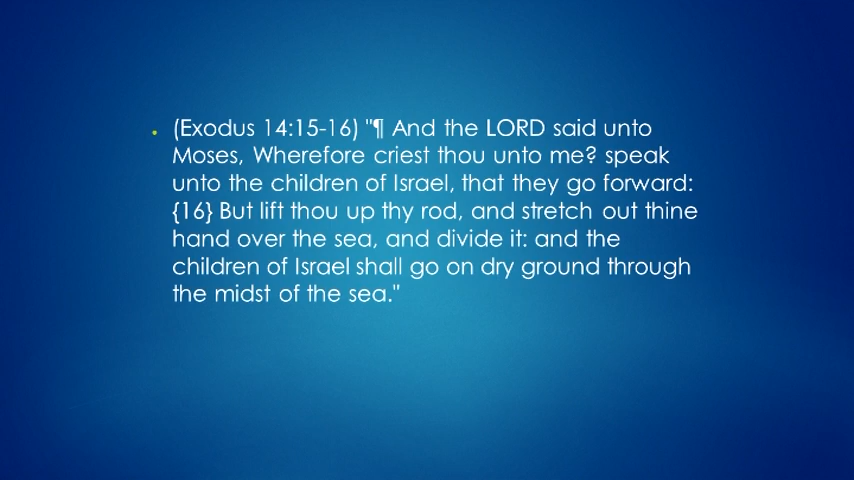 • (Exodus 14:15-16) "¶ And the LORD said unto
Moses, Wherefore criest thou unto me? speak
unto the children of Israel, that they go forward:
{16} But lift thou up thy rod, and stretch out thine
hand over the sea, and divide it: and the
children of Israel shall go on dry ground through
the midst of the sea."